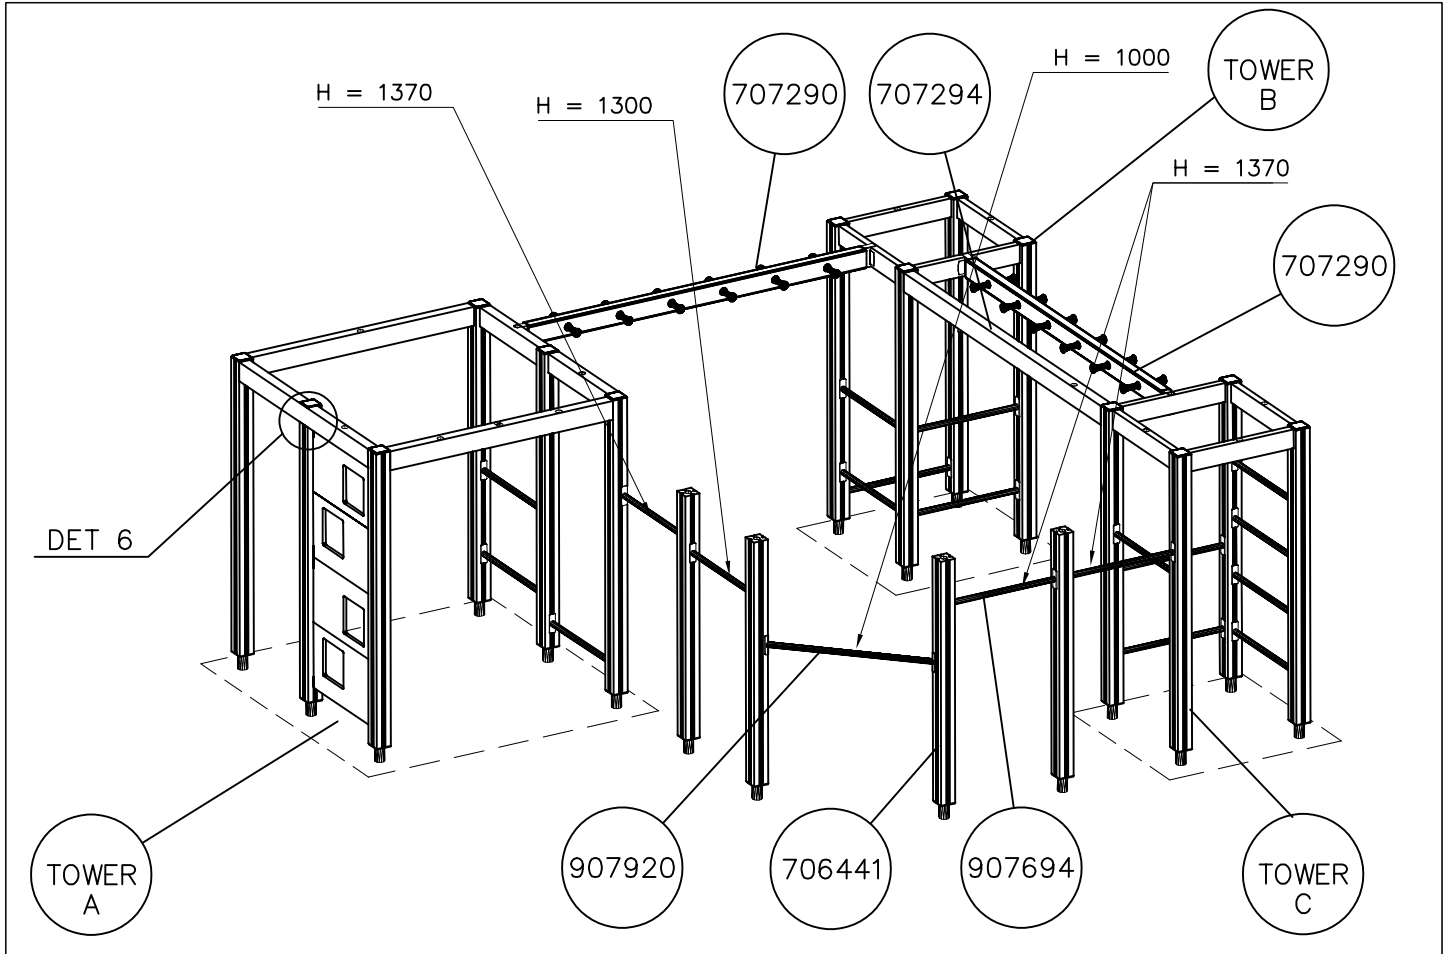 H = 1370
H = 1300
707290
707294
H = 1000
TOWER
B
H = 1370
707290
DET 6
TOWER
A
907920
706441
907694
TOWER
C